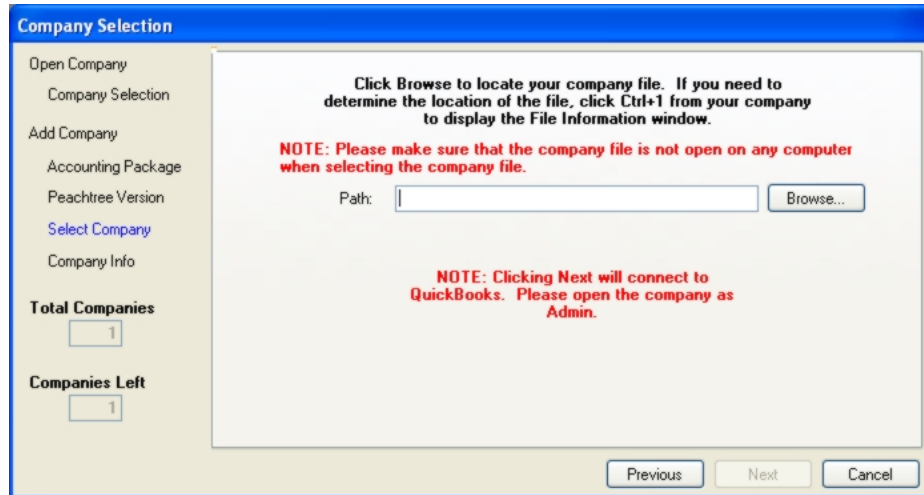 Company Selection
Open Company
Company Selection
Add Company
Accounting Package
Peachtree Version
Select Company
Company Info
Total Companies
1
Companies Left
1
Click Browse to locate your company file. If you need to
determine the location of the file, click Ctrl+1 from your company
to display the File Information window.
NOTE: Please make sure that the company file is not open on any computer
when selecting the company file.
Path:
Browse...
NOTE: Clicking Next will connect to
QuickBooks. Please open the company as
Admin.
Previous
Next
Cancel